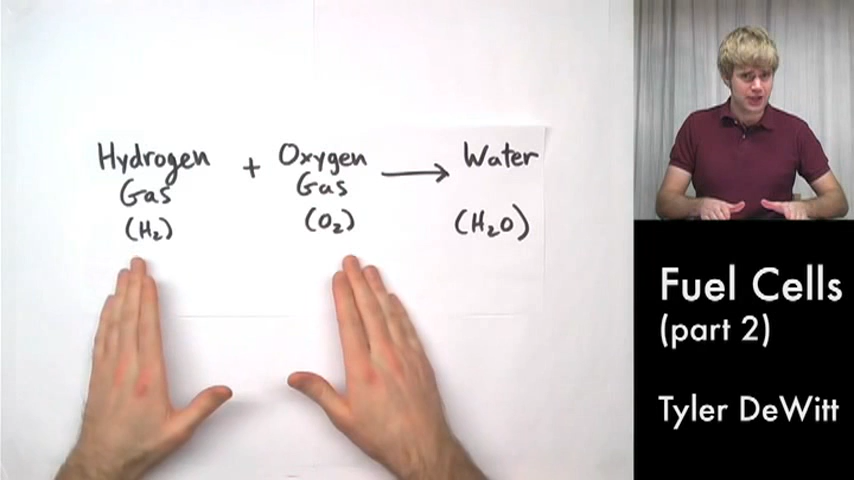 Hydrogen Gas (H₂) + Oxygen Gas (O₂) → Water (H₂O)
Fuel Cells
(part 2)
Tyler DeWitt